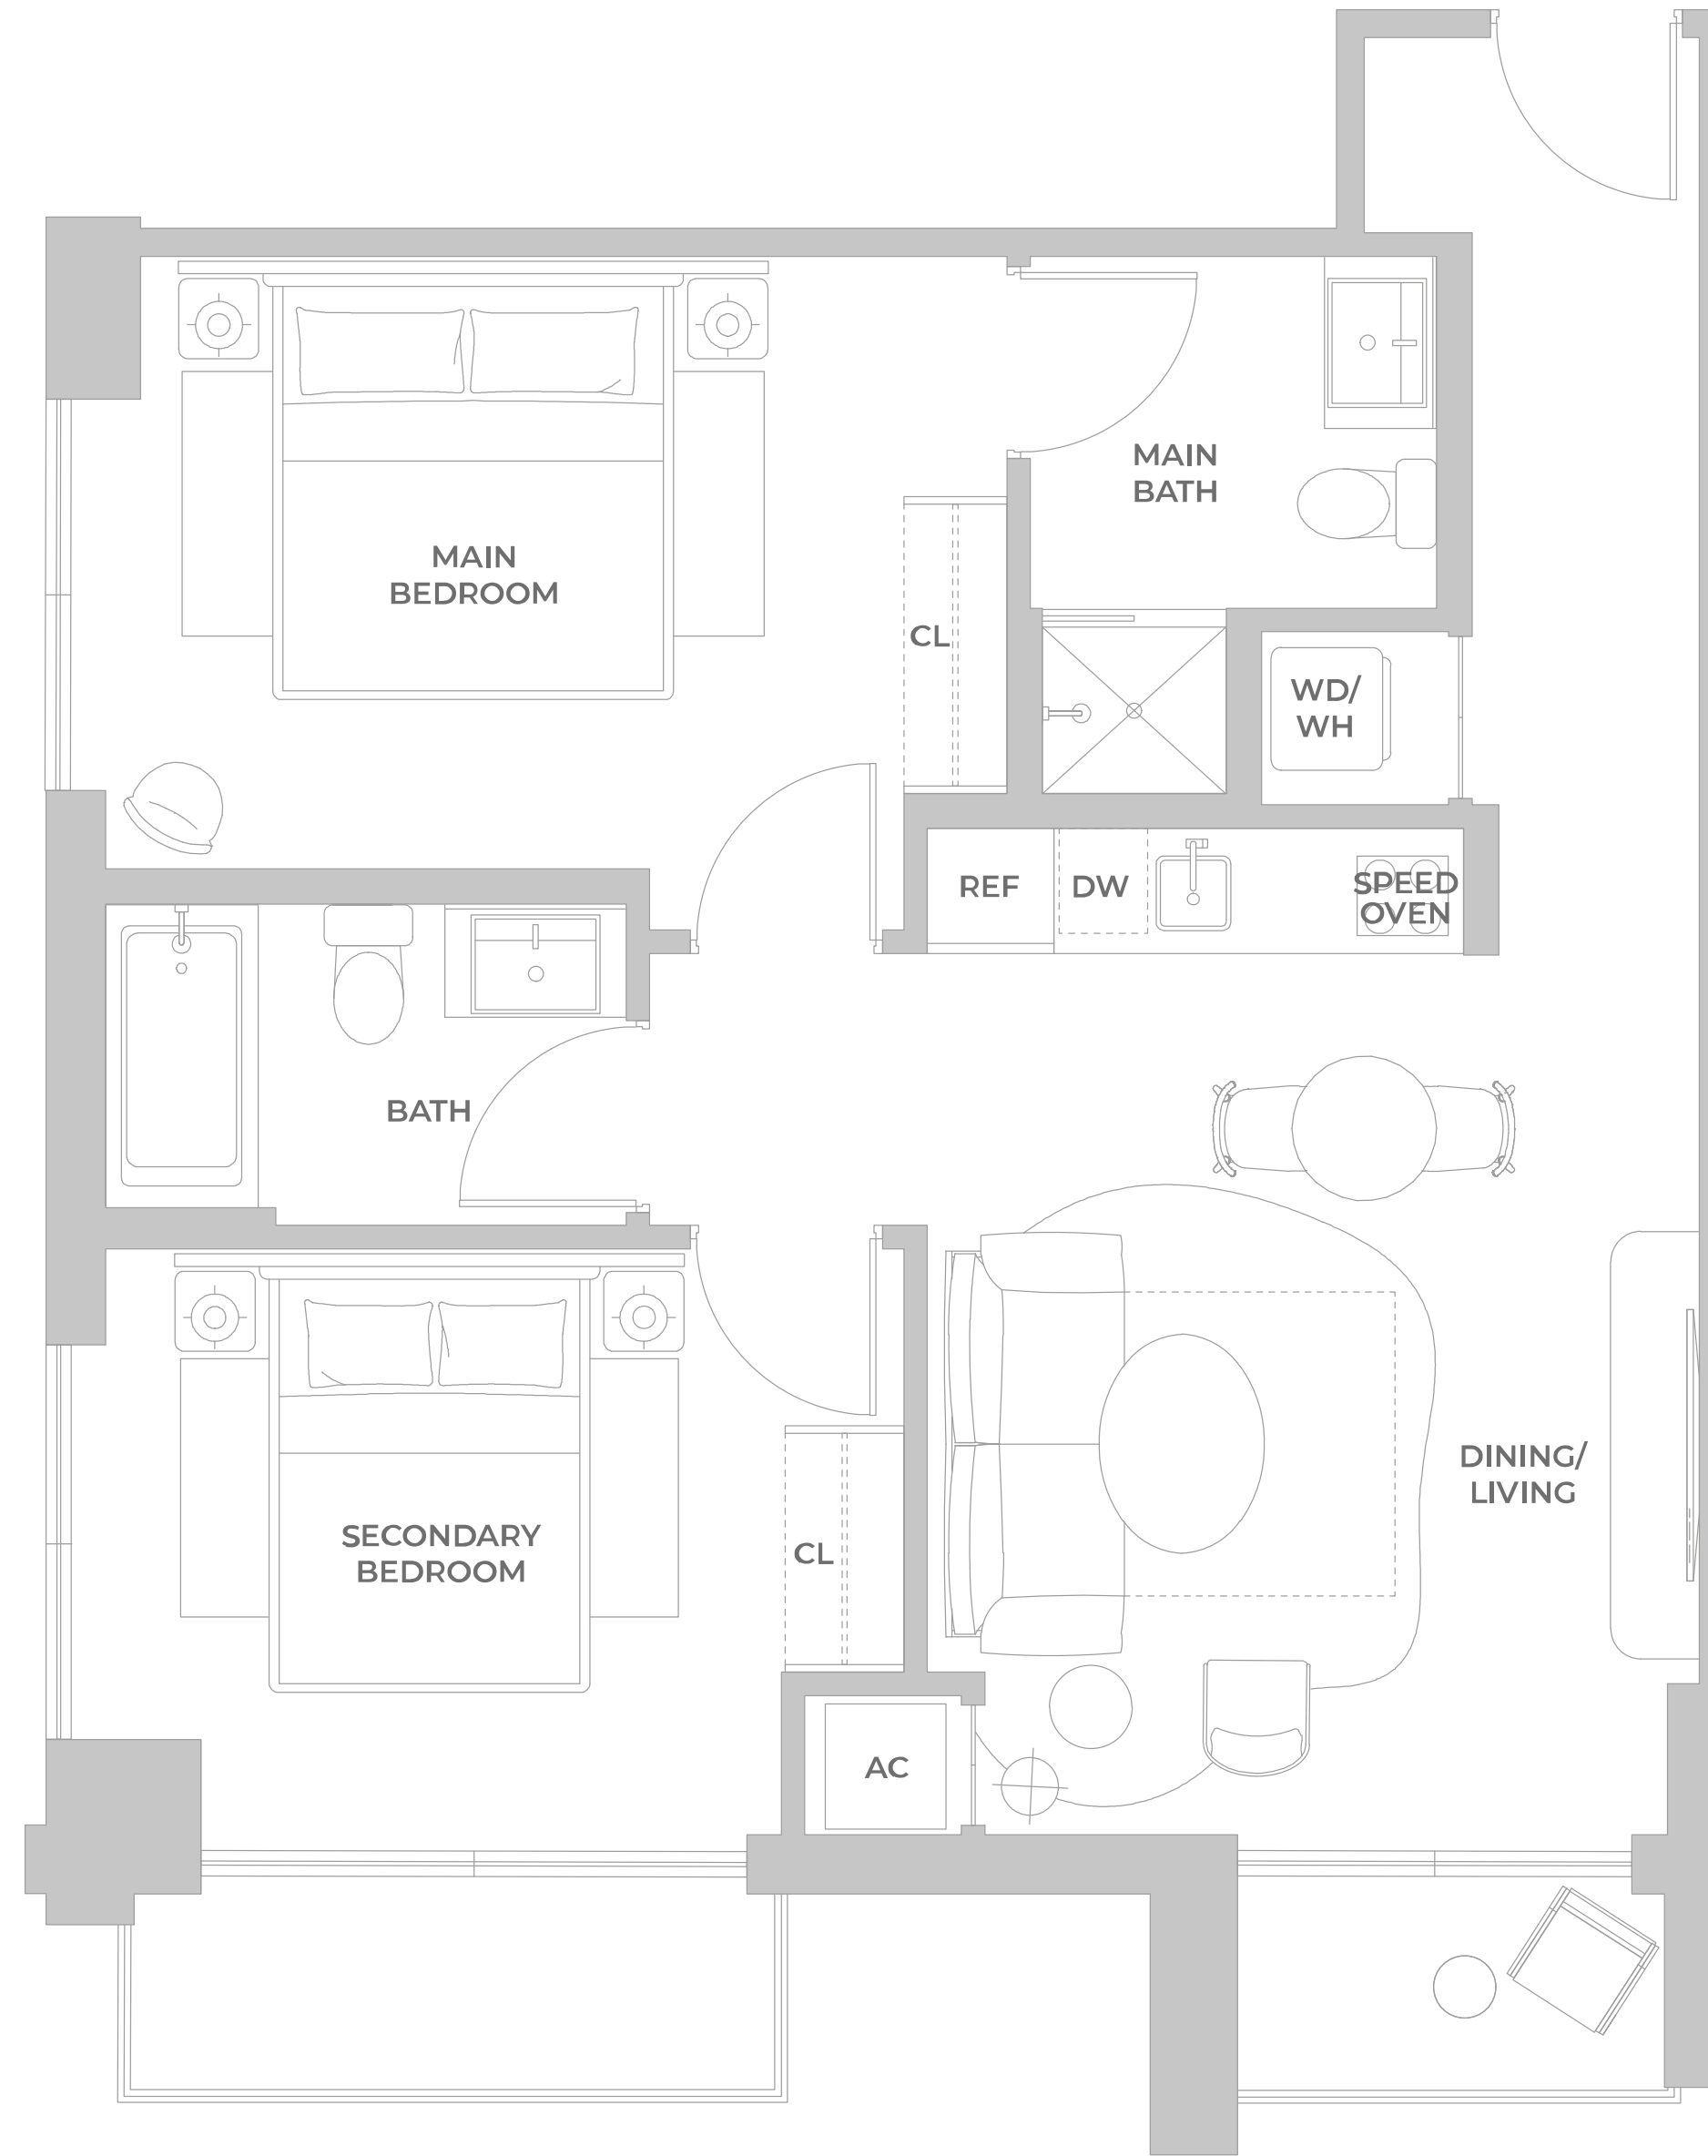 MAIN
BATH
MAIN
BEDROOM
CL
WD/
WH
REF
DW
SPEED
OVEN
BATH
DINING/
LIVING
SECONDARY
BEDROOM
CL
AC